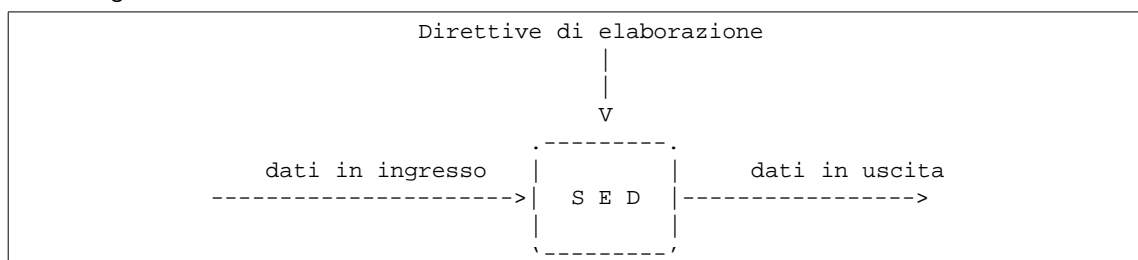 Direttive di elaborazione
|
|
V
.---------.
dati in ingresso | | dati in uscita
---------------------->| S E D |----------------->
| |
`---------'